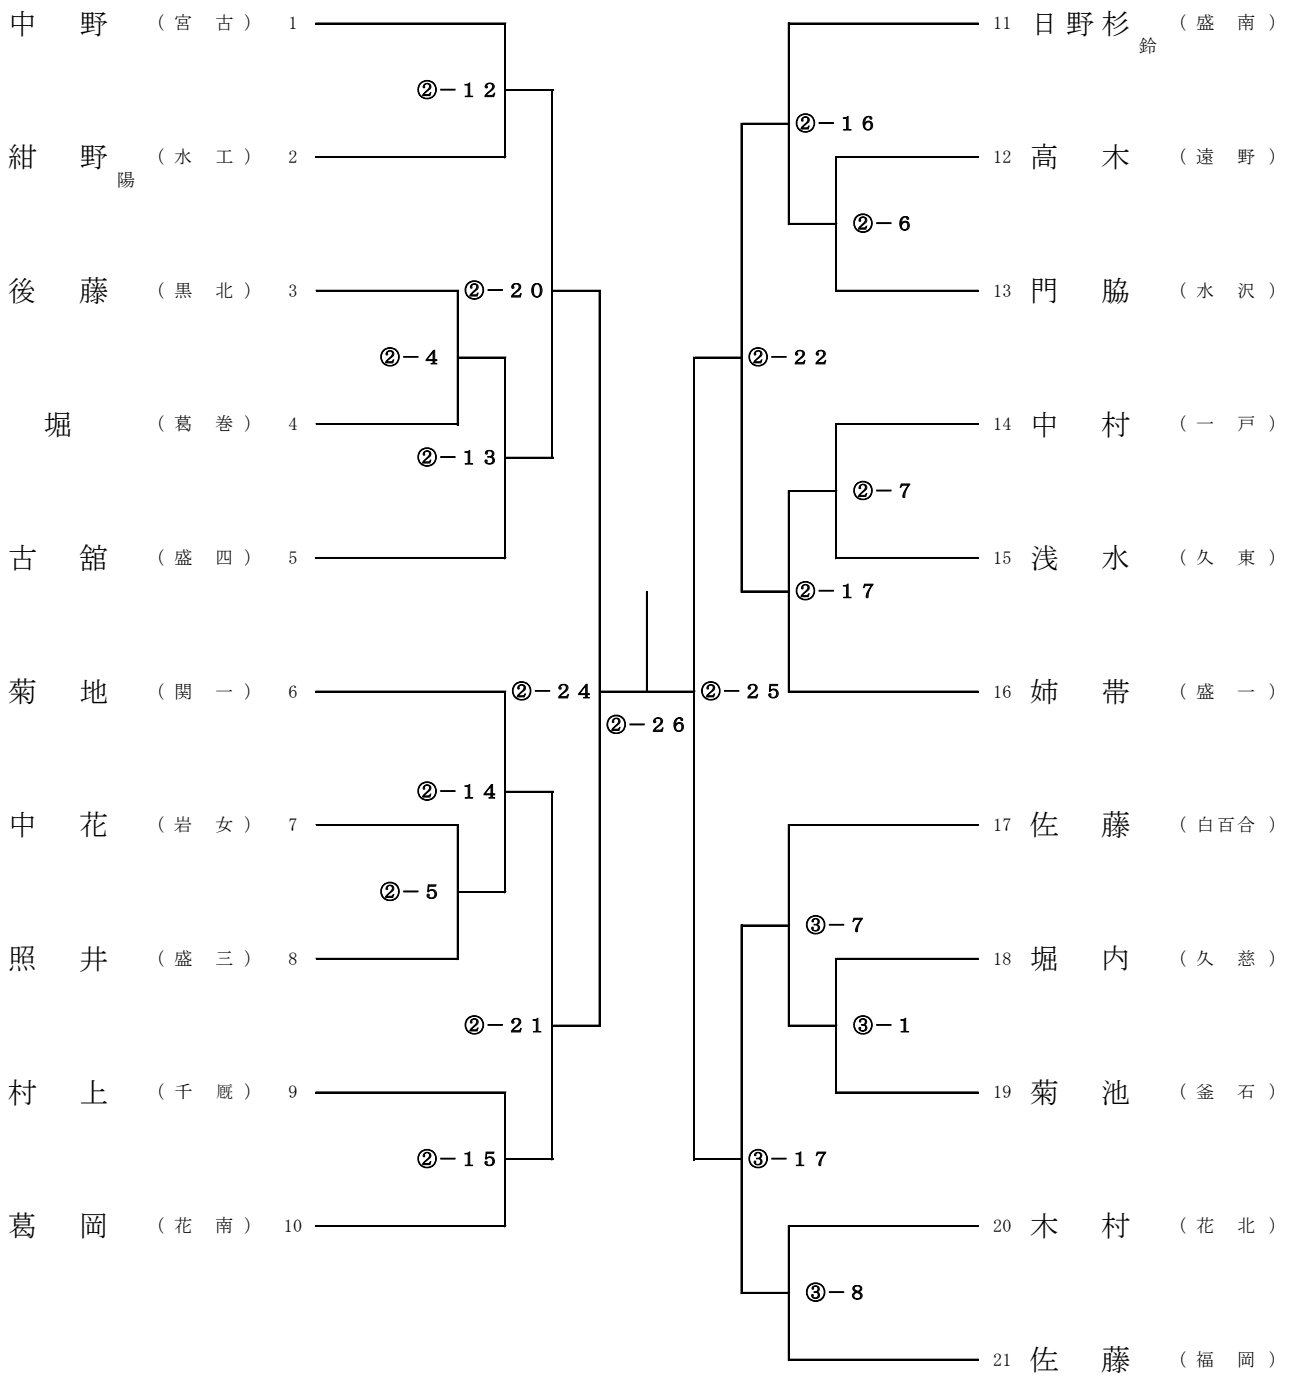 中野 (宮古) 1
②-12
紺野陽 (水工) 2
後藤 (黒北) 3
②-20
②-4
堀 (葛巻) 4
②-13
古舘 (盛四) 5
菊地 (関一) 6
②-24
②-14
中花 (岩女) 7
②-5
照井 (盛三) 8
②-21
村上 (千厩) 9
②-15
葛岡 (花南) 10
②-26
11 日野杉鈴 (盛南)
②-16
12 高木 (遠野)
②-6
13 門脇 (水沢)
②-22
14 中村 (一戸)
②-7
15 浅水 (久東)
②-17
②-25
16 姉帯 (盛一)
17 佐藤 (白百合)
③-7
18 堀内 (久慈)
③-1
19 菊池 (釜石)
③-17
20 木村 (花北)
③-8
21 佐藤 (福岡)